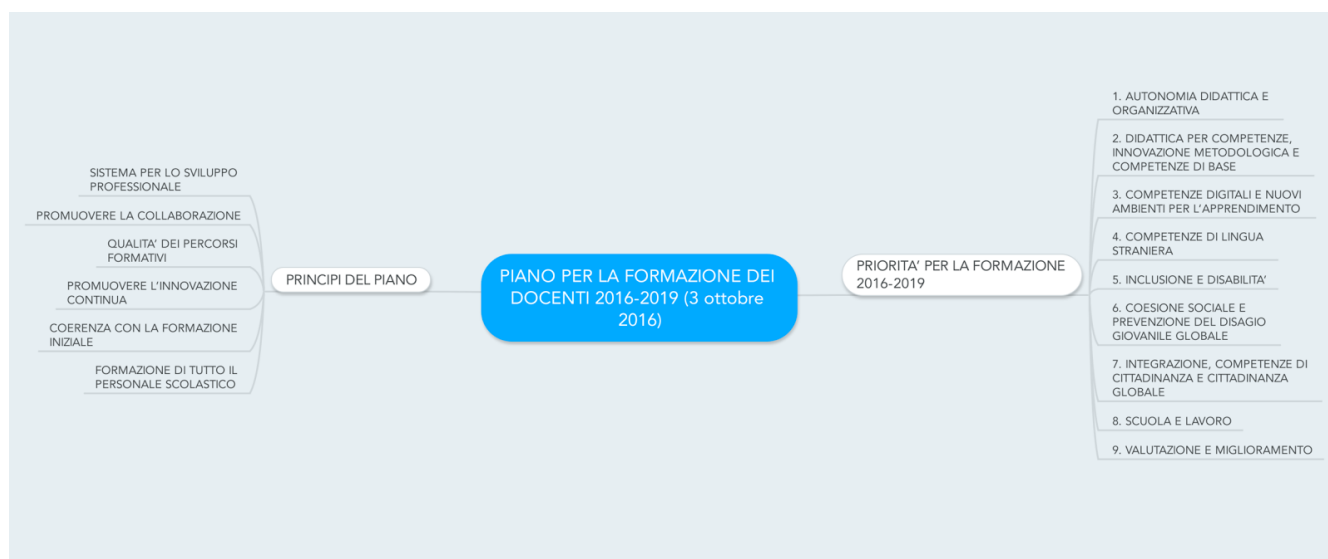 SISTEMA PER LO SVILUPPO
PROFESSIONALE
PROMUOVERE LA COLLABORAZIONE
QUALITA' DEI PERCORSI
FORMATIVI
PROMUOVERE L'INNOVAZIONE
CONTINUA
COERENZA CON LA FORMAZIONE
INIZIALE
FORMAZIONE DI TUTTO IL
PERSONALE SCOLASTICO
PRINCIPI DEL PIANO
PIANO PER LA FORMAZIONE DEI
DOCENTI 2016-2019 (3 ottobre
2016)
PRIORITA' PER LA FORMAZIONE
2016-2019
1. AUTONOMIA DIDATTICA E
ORGANIZZATIVA
2. DIDATTICA PER COMPETENZE,
INNOVAZIONE METODOLOGICA E
COMPETENZE DI BASE
3. COMPETENZE DIGITALI E NUOVI
AMBIENTI PER L'APPRENDIMENTO
4. COMPETENZE DI LINGUA
STRANIERA
5. INCLUSIONE E DISABILITA'
6. COESIONE SOCIALE E
PREVENZIONE DEL DISAGIO
GIOVANILE GLOBALE
7. INTEGRAZIONE, COMPETENZE DI
CITTADINANZA E CITTADINANZA
GLOBALE
8. SCUOLA E LAVORO
9. VALUTAZIONE E MIGLIORAMENTO